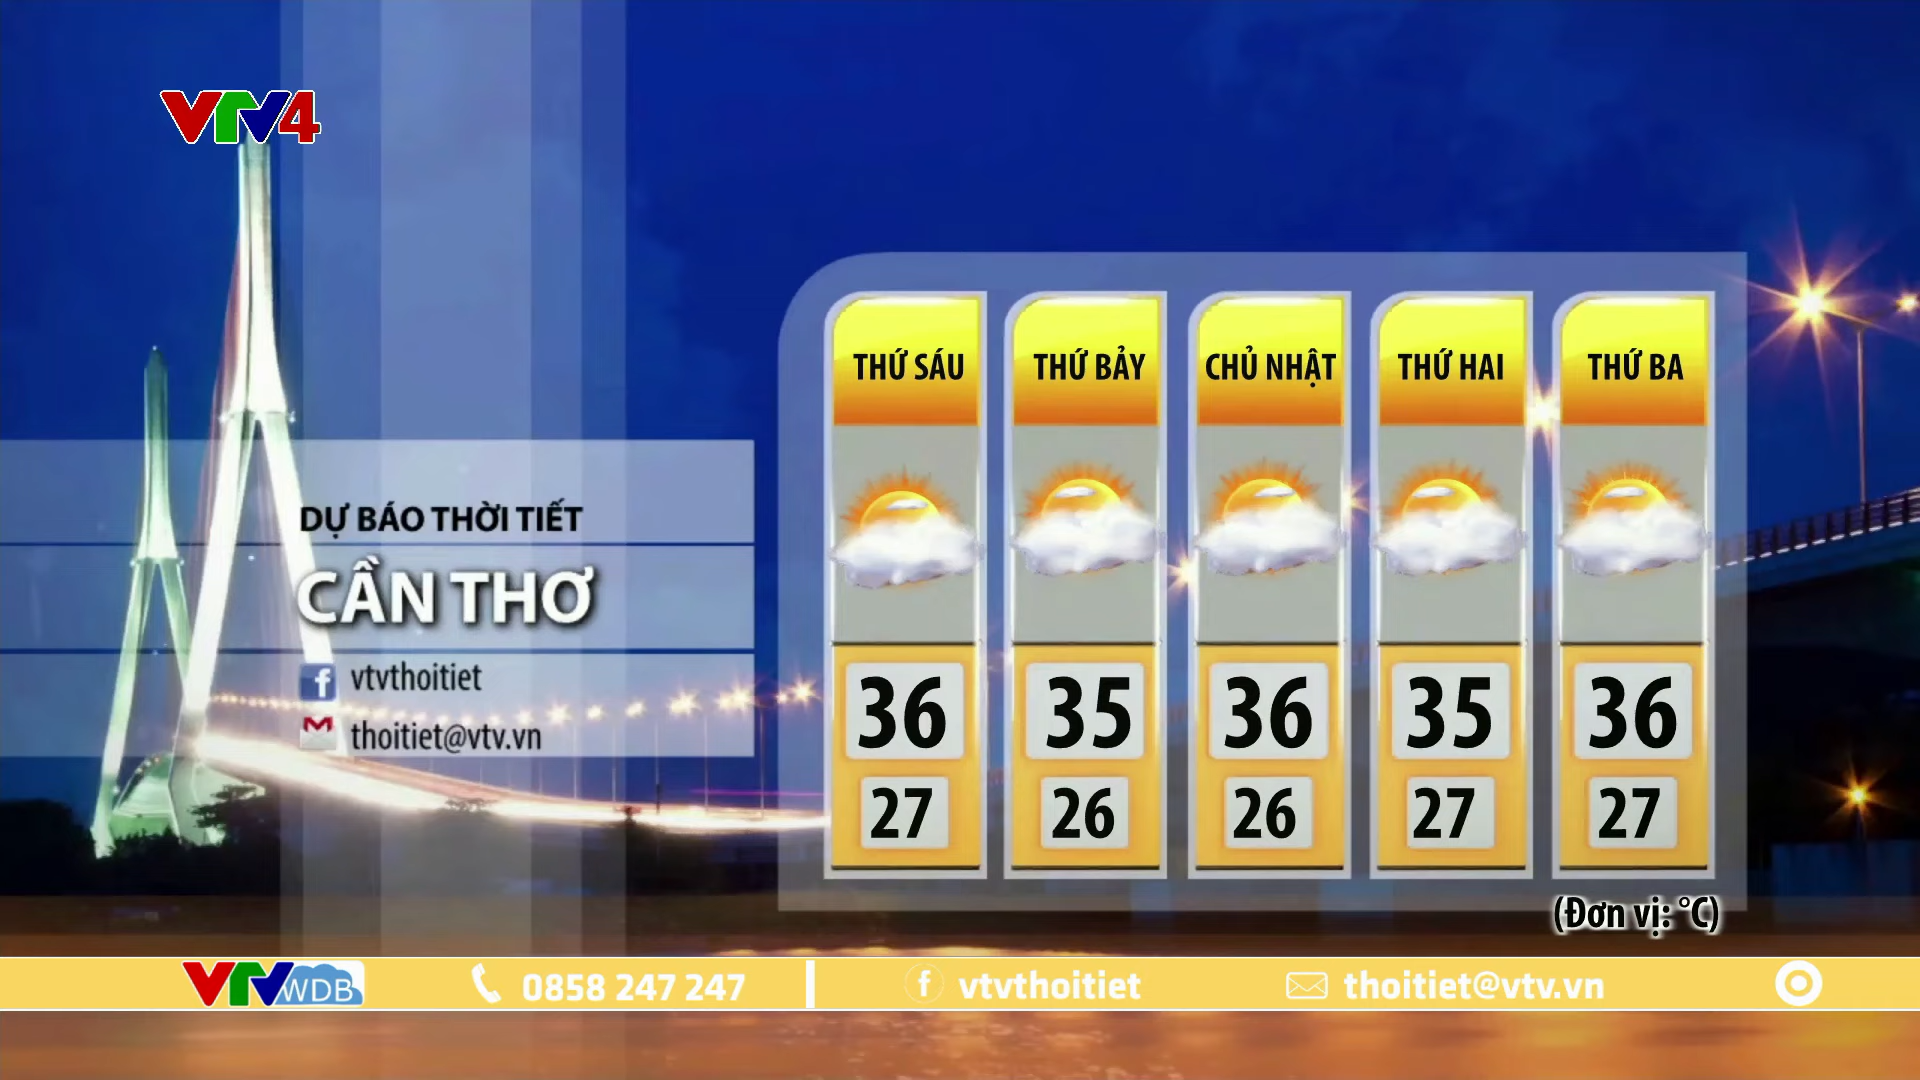 VTV4
DỰ BÁO THỜI TIẾT
CẦN THƠ
vtvthoitiet
thoitiet@vtv.vn
THỨ SÁU THỨ BẢY CHỦ NHẬT THỨ HAI THỨ BA
36 35 36 35 36
27 26 26 27 27
(Đơn vị: °C)
VTV WDB 0858 247 247 vtvthoitiet thoitiet@vtv.vn